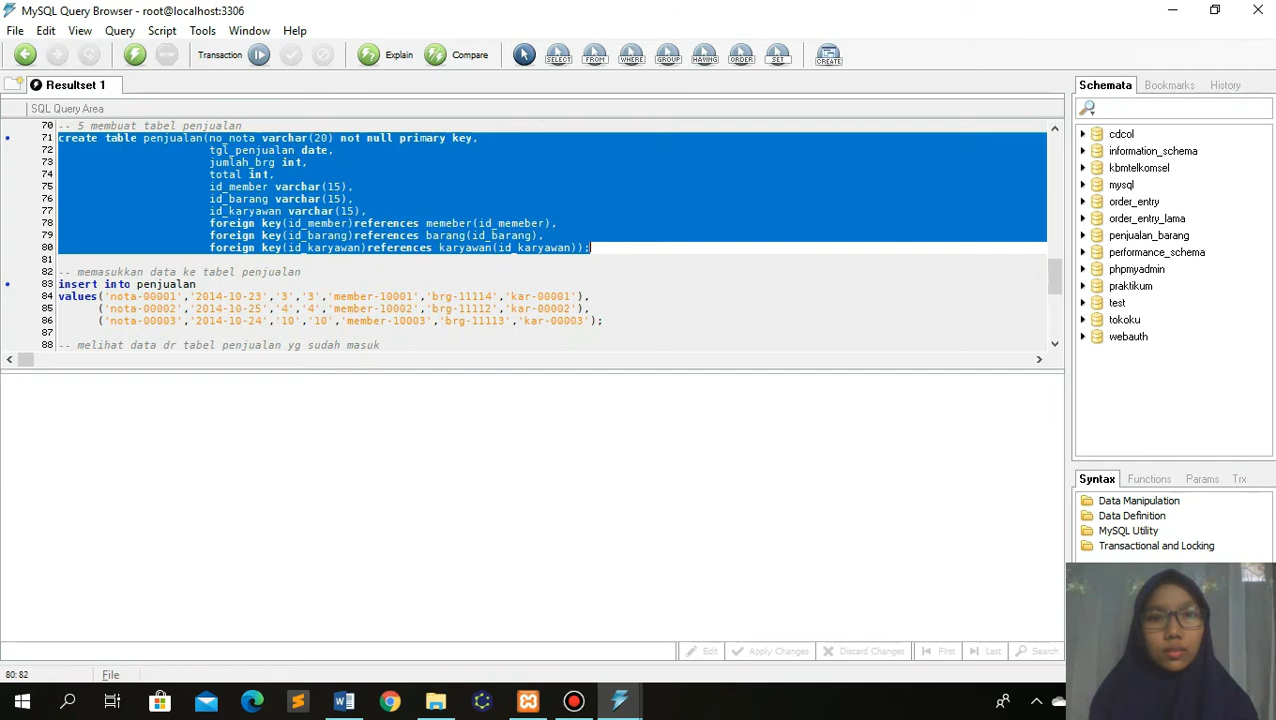 MySQL Query Browser - root@localhost:3306
File Edit View Query Script Tools Window Help
Transaction Explain Compare SELECT FROM WHERE GROUP HAVING ORDER SET CREATE
Resultset 1
SQL Query Area
70 -- 5 membuat tabel penjualan
71 create table penjualan(no_nota varchar(20) not null primary key,
72 tgl_penjualan date,
73 jumlah_brg int,
74 total int,
75 id_member varchar(15),
76 id_barang varchar(15),
77 id_karyawan varchar(15),
78 foreign key(id_member)references memeber(id_memeber),
79 foreign key(id_barang)references barang(id_barang),
80 foreign key(id_karyawan)references karyawan(id_karyawan));
81
82 -- memasukkan data ke tabel penjualan
83 insert into penjualan
84 values('nota-00001','2014-10-23','3','3','member-10001','brg-11114','kar-00001'),
85 ('nota-00002','2014-10-25','4','4','member-10002','brg-11112','kar-00002'),
86 ('nota-00003','2014-10-24','10','10','member-10003','brg-11113','kar-00003');
87
88 -- melihat data dr tabel penjualan yg sudah masuk
Schemata Bookmarks History
cdcol
information_schema
kbmtelkomsel
mysql
order_entry
order_entry_lama
penjualan_barang
performance_schema
phpmyadmin
praktikum
test
tokoku
webauth
Syntax Functions Params Trx
Data Manipulation
Data Definition
MySQL Utility
Transactional and Locking
Edit Apply Changes Discard Changes First Last Search
80:82 File